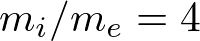 m_i/m_e = 4